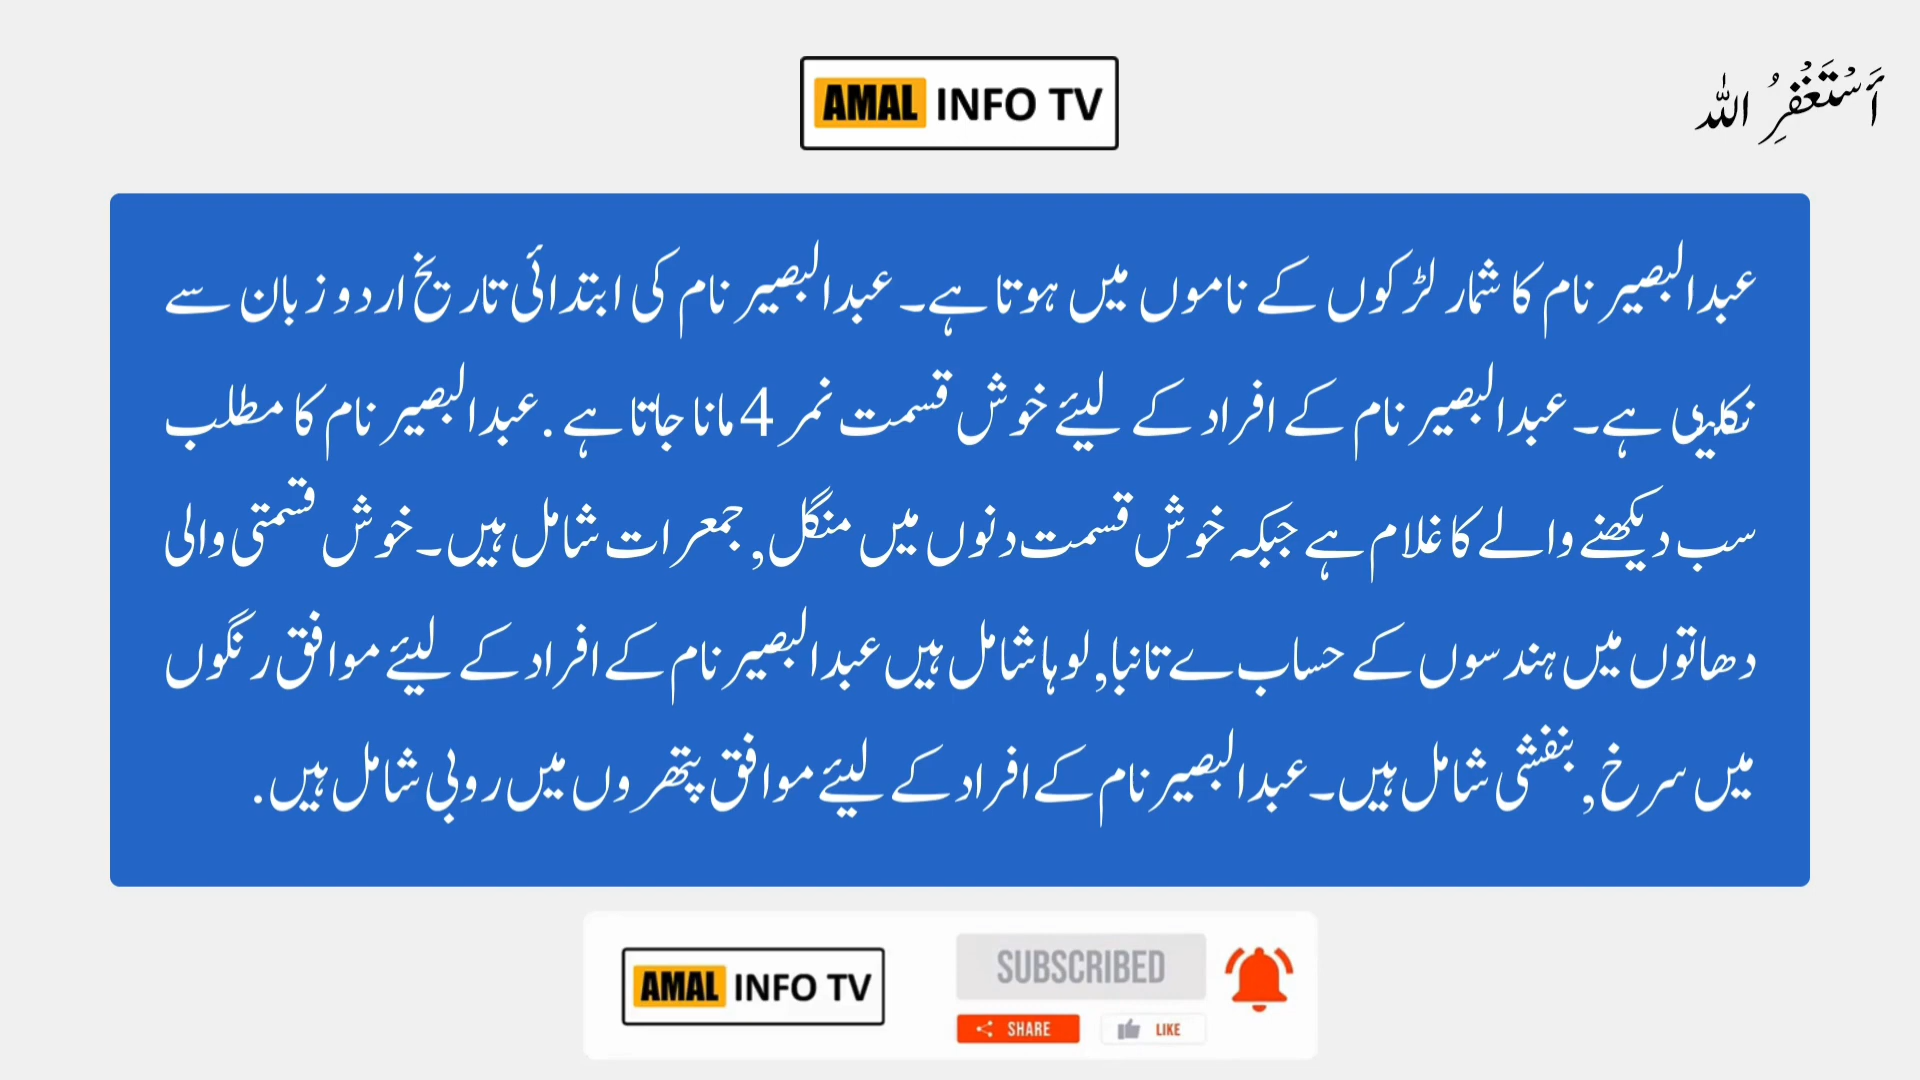 AMAL INFO TV
أَسْتَغْفِرُ اللہ
عبدالبصیر نام کا شمار لڑکوں کے ناموں میں ہوتا ہے۔ عبدالبصیر نام کی ابتدائی تاریخ اردو زبان سے
نکلیی ہے۔ عبدالبصیر نام کے افراد کے لیئے خوش قسمت نمر 4 مانا جاتا ہے . عبدالبصیر نام کا مطلب
سب دیکھنے والے کا غلام ہے جبکہ خوش قسمت دنوں میں منگل, جمعرات شامل ہیں۔ خوش قسمتی والی
دھاتوں میں ہندسوں کے حساب ے تانبا, لوہا شامل ہیں عبدالبصیر نام کے افراد کے لیئے موافق رنگوں
میں سرخ, بنفشی شامل ہیں۔ عبدالبصیر نام کے افراد کے لیئے موافق پتھروں میں روبی شامل ہیں.
AMAL INFO TV
SUBSCRIBED
SHARE
LIKE